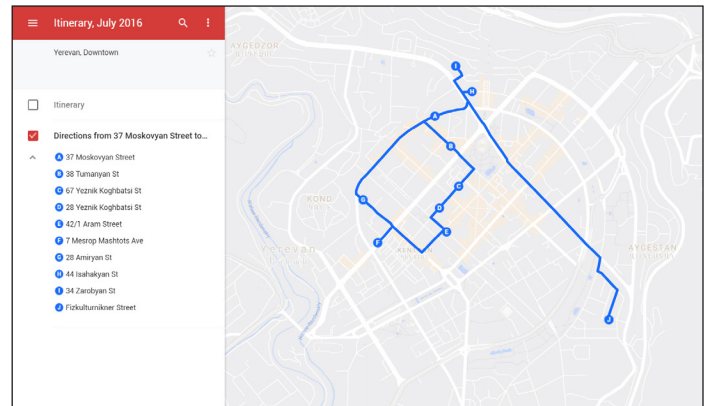 Itinerary, July 2016
Yerevan, Downtown
Itinerary
Directions from 37 Moskovyan Street to...
A 37 Moskovyan Street
B 38 Tumanyan St
C 67 Yeznik Koghbatsi St
D 28 Yeznik Koghbatsi St
E 42/1 Aram Street
F 7 Mesrop Mashtots Ave
G 28 Amiryan St
H 44 Isahakyan St
I 34 Zarobyan St
J Fizkulturnikner Street
AYGEDZOR
I
H
A
B
C
KOND
G
D
E
F
Yerevan
KENTRON
AYGESTAN
J